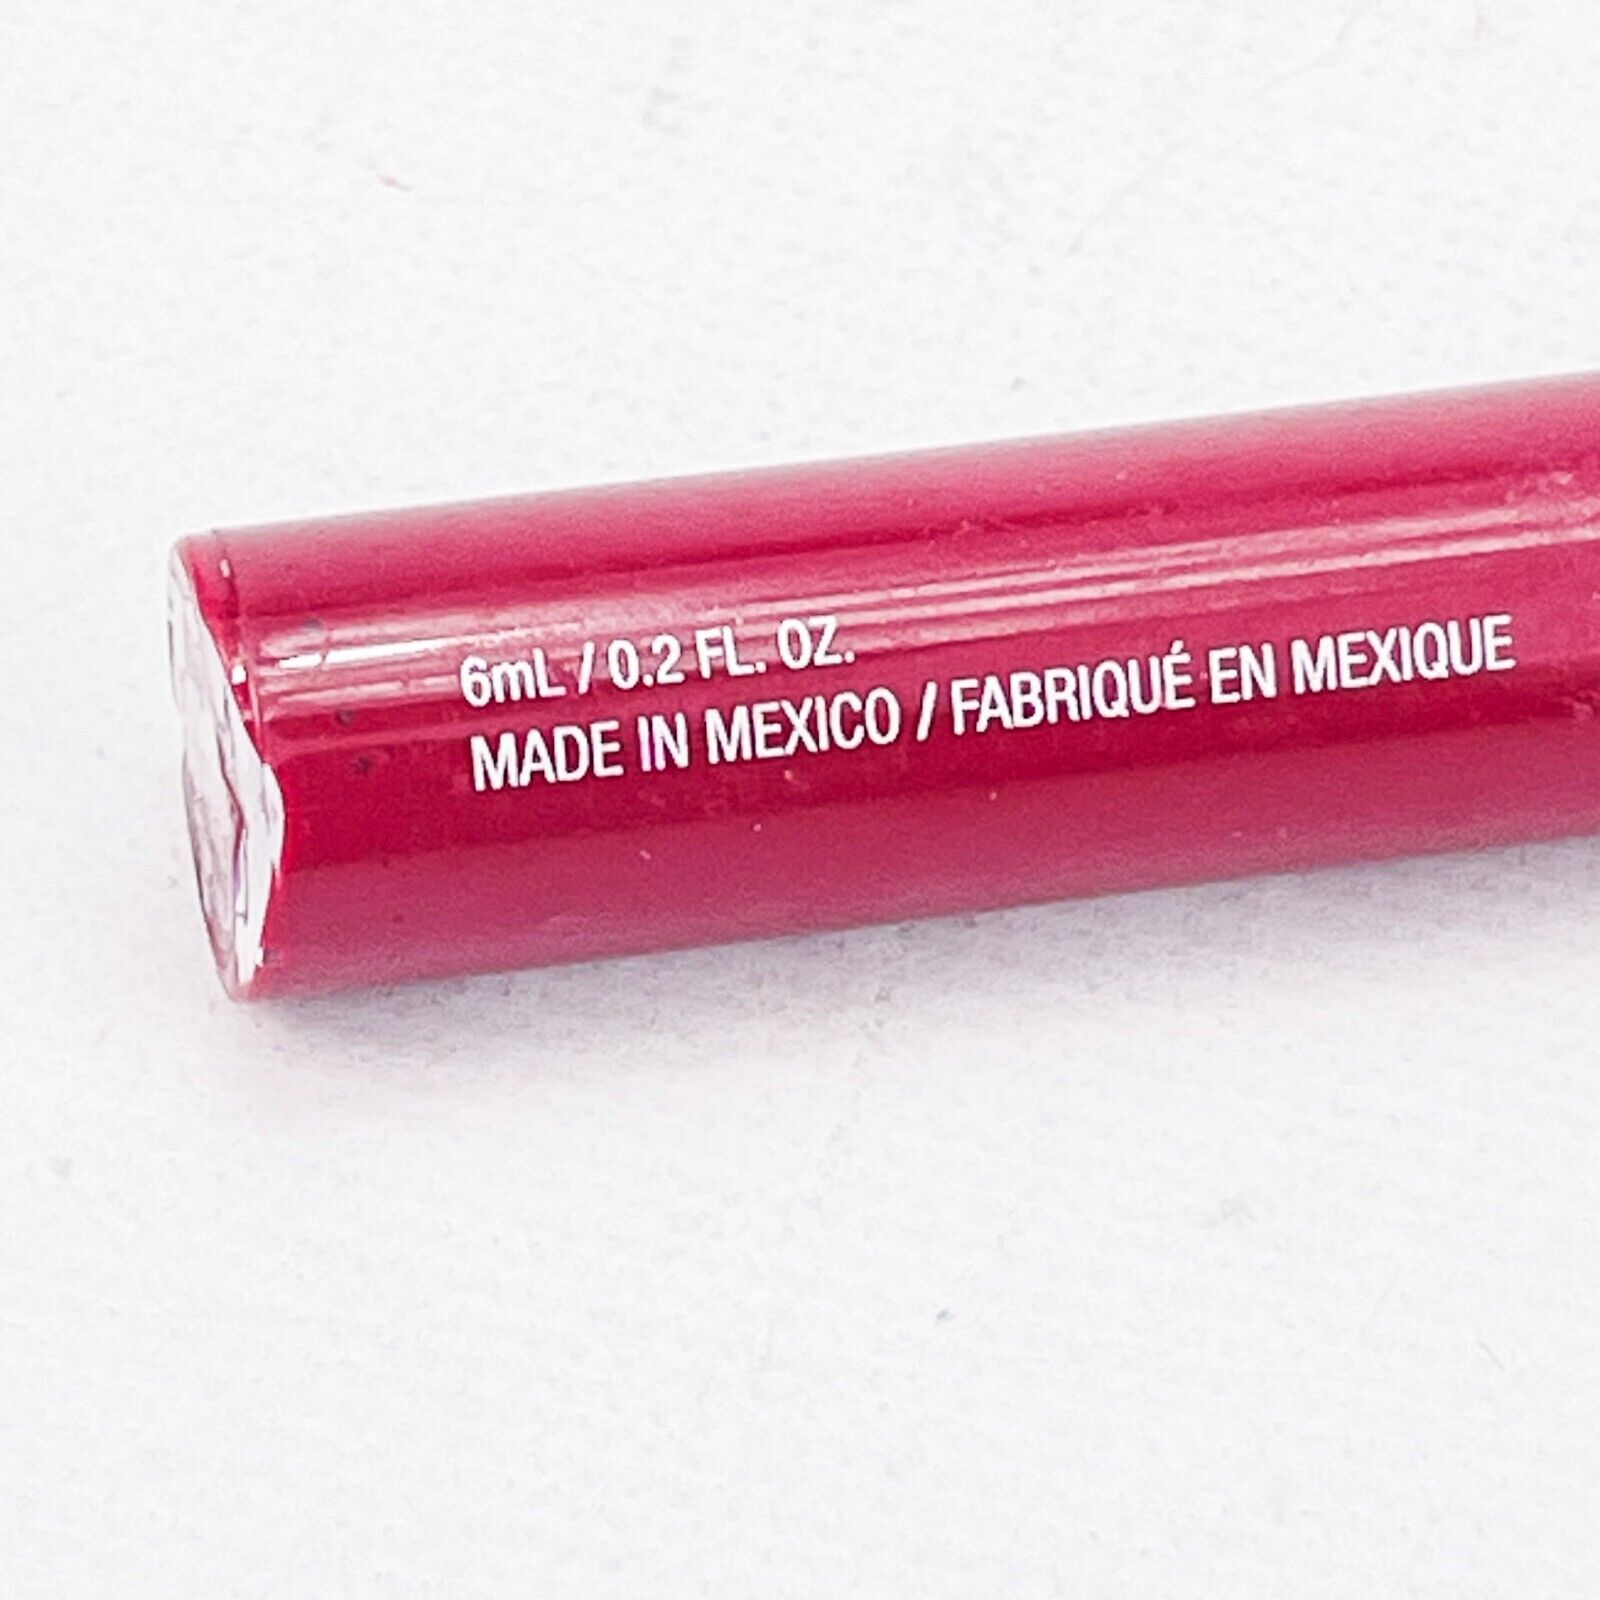 6mL / 0.2 FL. OZ.
MADE IN MEXICO / FABRIQUÉ EN MEXIQUE